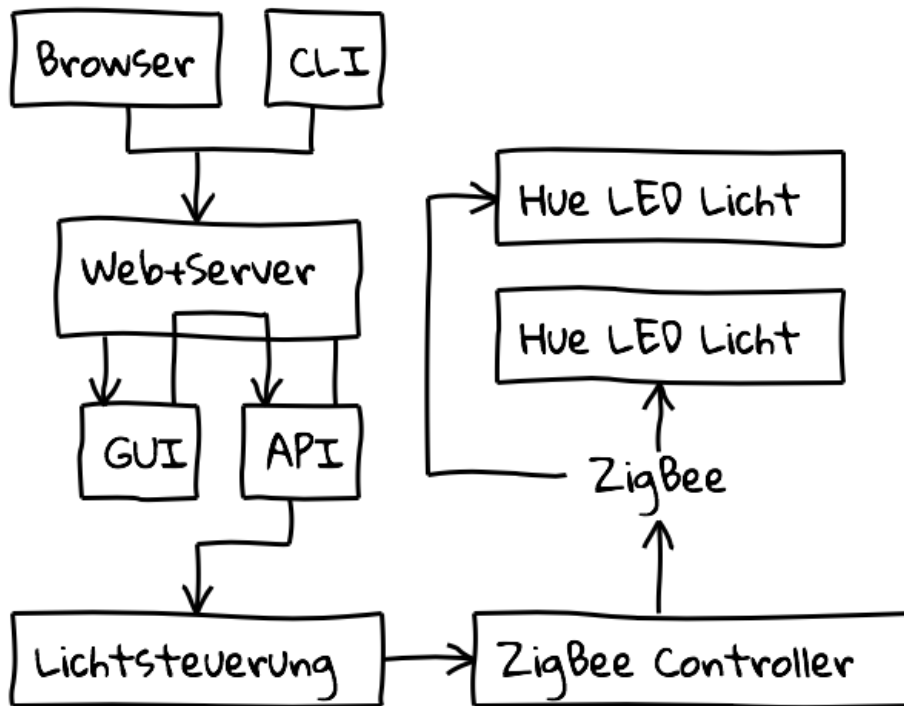 Browser
CLI
Web+Server
GUI
API
Lichtsteuerung
ZigBee Controller
ZigBee
Hue LED Licht
Hue LED Licht